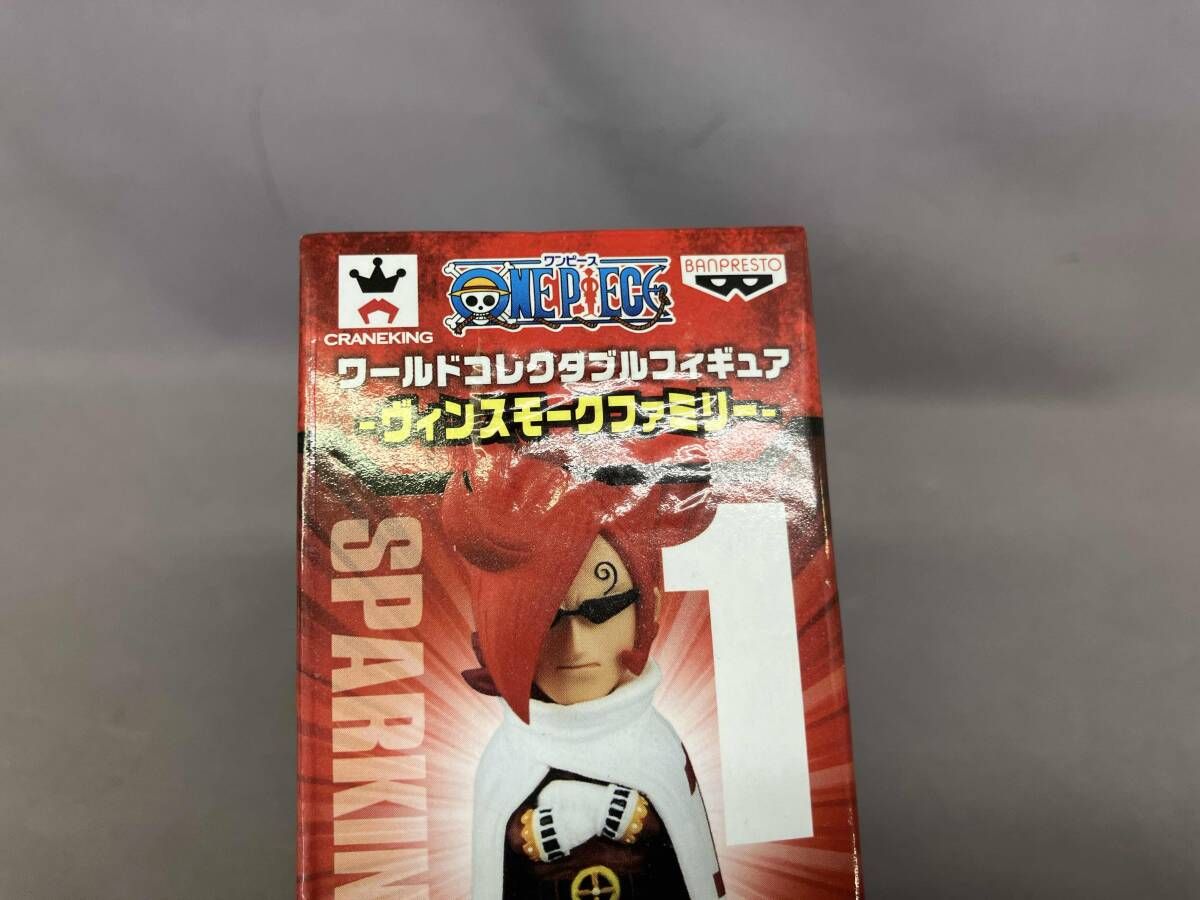 ワンピース
ONE PIECE
BANPRESTO
CRANEKING
ワールドコレクタブルフィギュア
-ヴィンスモークファミリー-
SPARKIN
1